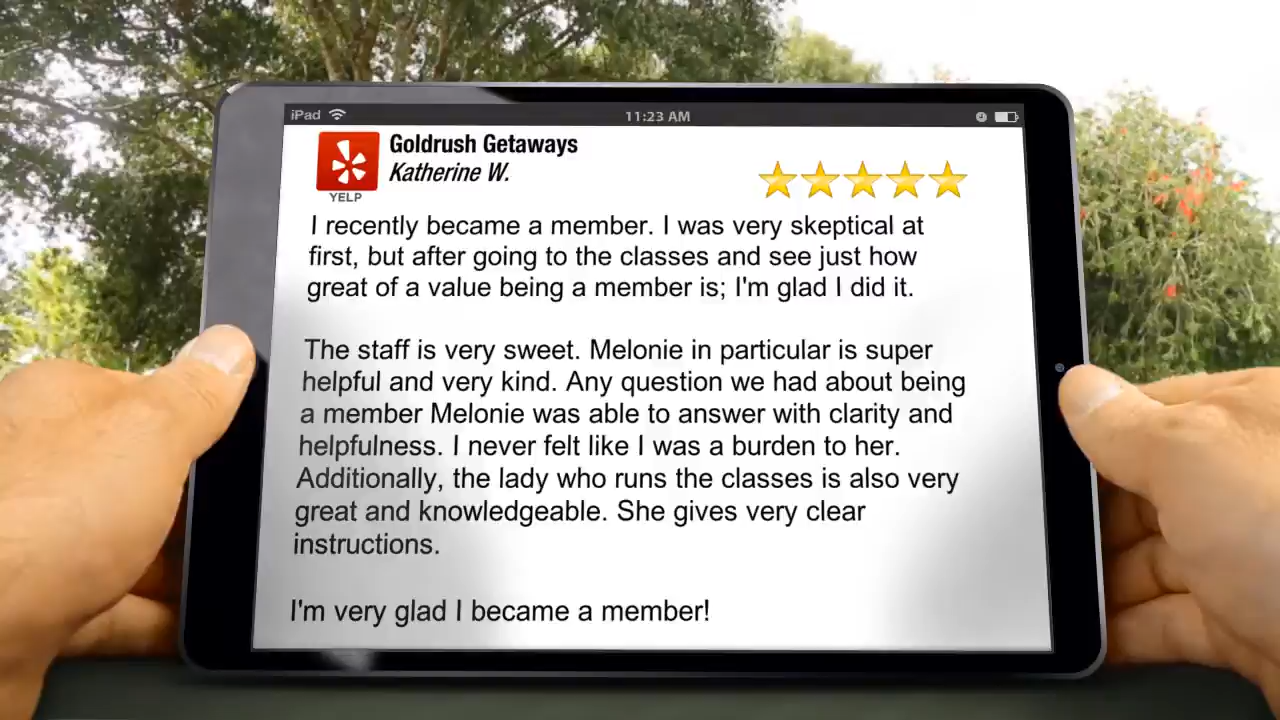 iPad
11:23 AM
Goldrush Getaways
Katherine W.
YELP
I recently became a member. I was very skeptical at
first, but after going to the classes and see just how
great of a value being a member is; I'm glad I did it.
The staff is very sweet. Melonie in particular is super
helpful and very kind. Any question we had about being
a member Melonie was able to answer with clarity and
helpfulness. I never felt like I was a burden to her.
Additionally, the lady who runs the classes is also very
great and knowledgeable. She gives very clear
instructions.
I'm very glad I became a member!